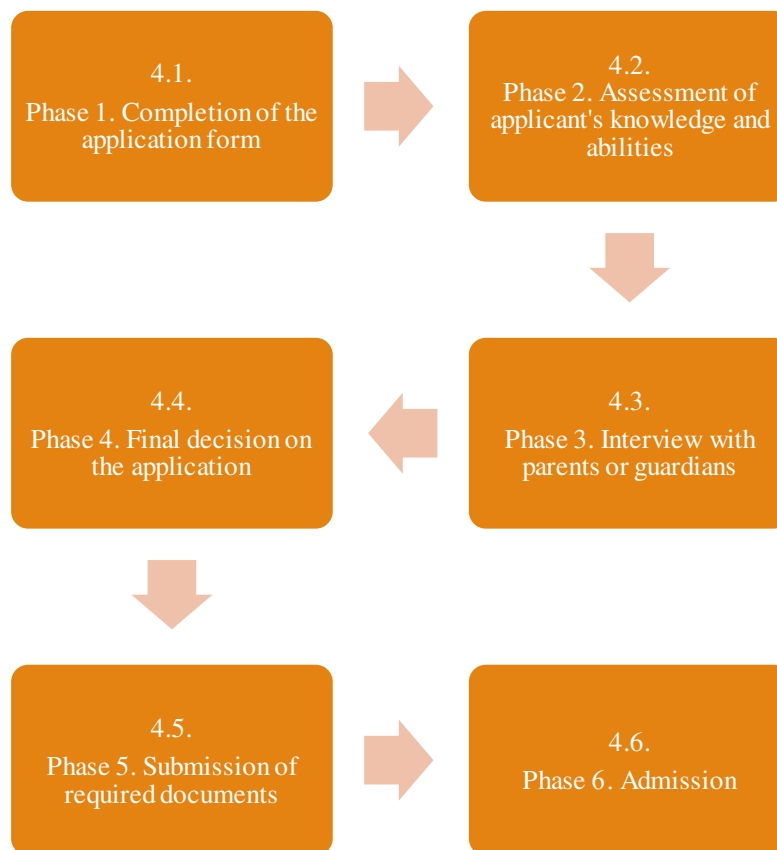 4.1.
Phase 1. Completion of the
application form
4.2.
Phase 2. Assessment of
applicant's knowledge and
abilities
4.3.
Phase 3. Interview with
parents or guardians
4.4.
Phase 4. Final decision on
the application
4.5.
Phase 5. Submission of
required documents
4.6.
Phase 6. Admission